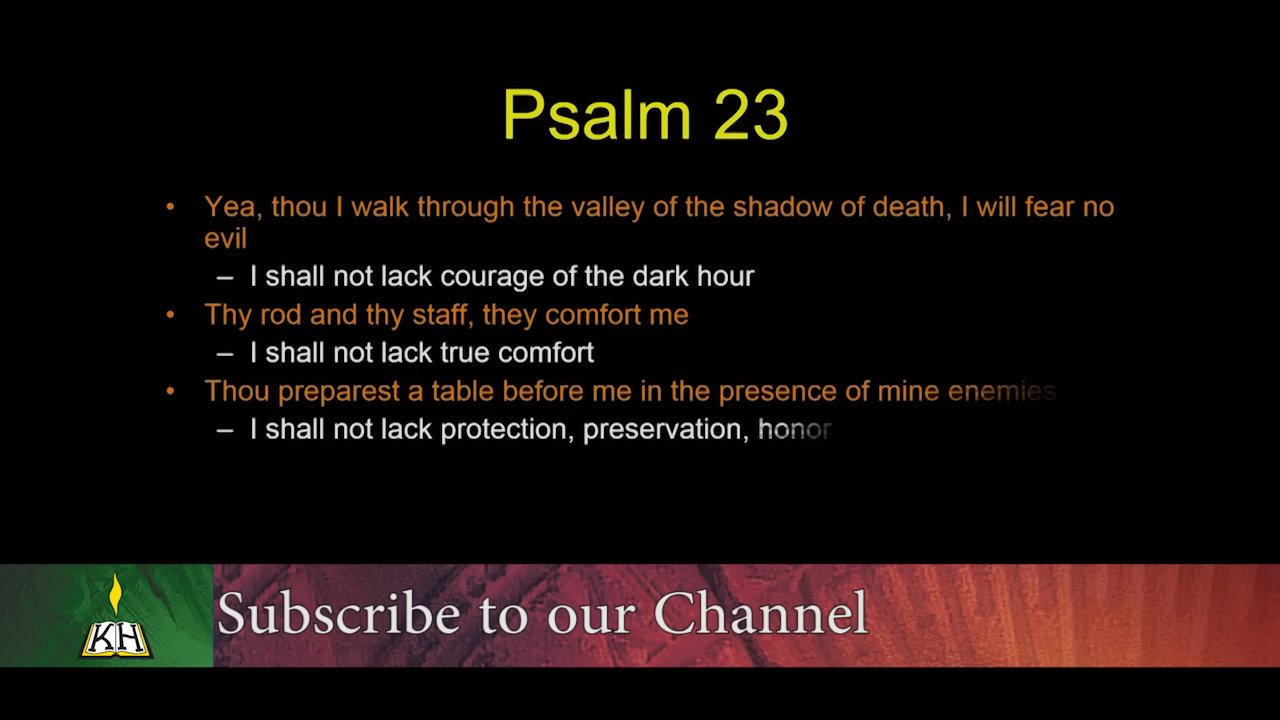 Psalm 23
• Yea, thou I walk through the valley of the shadow of death, I will fear no
evil
– I shall not lack courage of the dark hour
• Thy rod and thy staff, they comfort me
– I shall not lack true comfort
• Thou preparest a table before me in the presence of mine enemies
– I shall not lack protection, preservation, honor
KH
Subscribe to our Channel